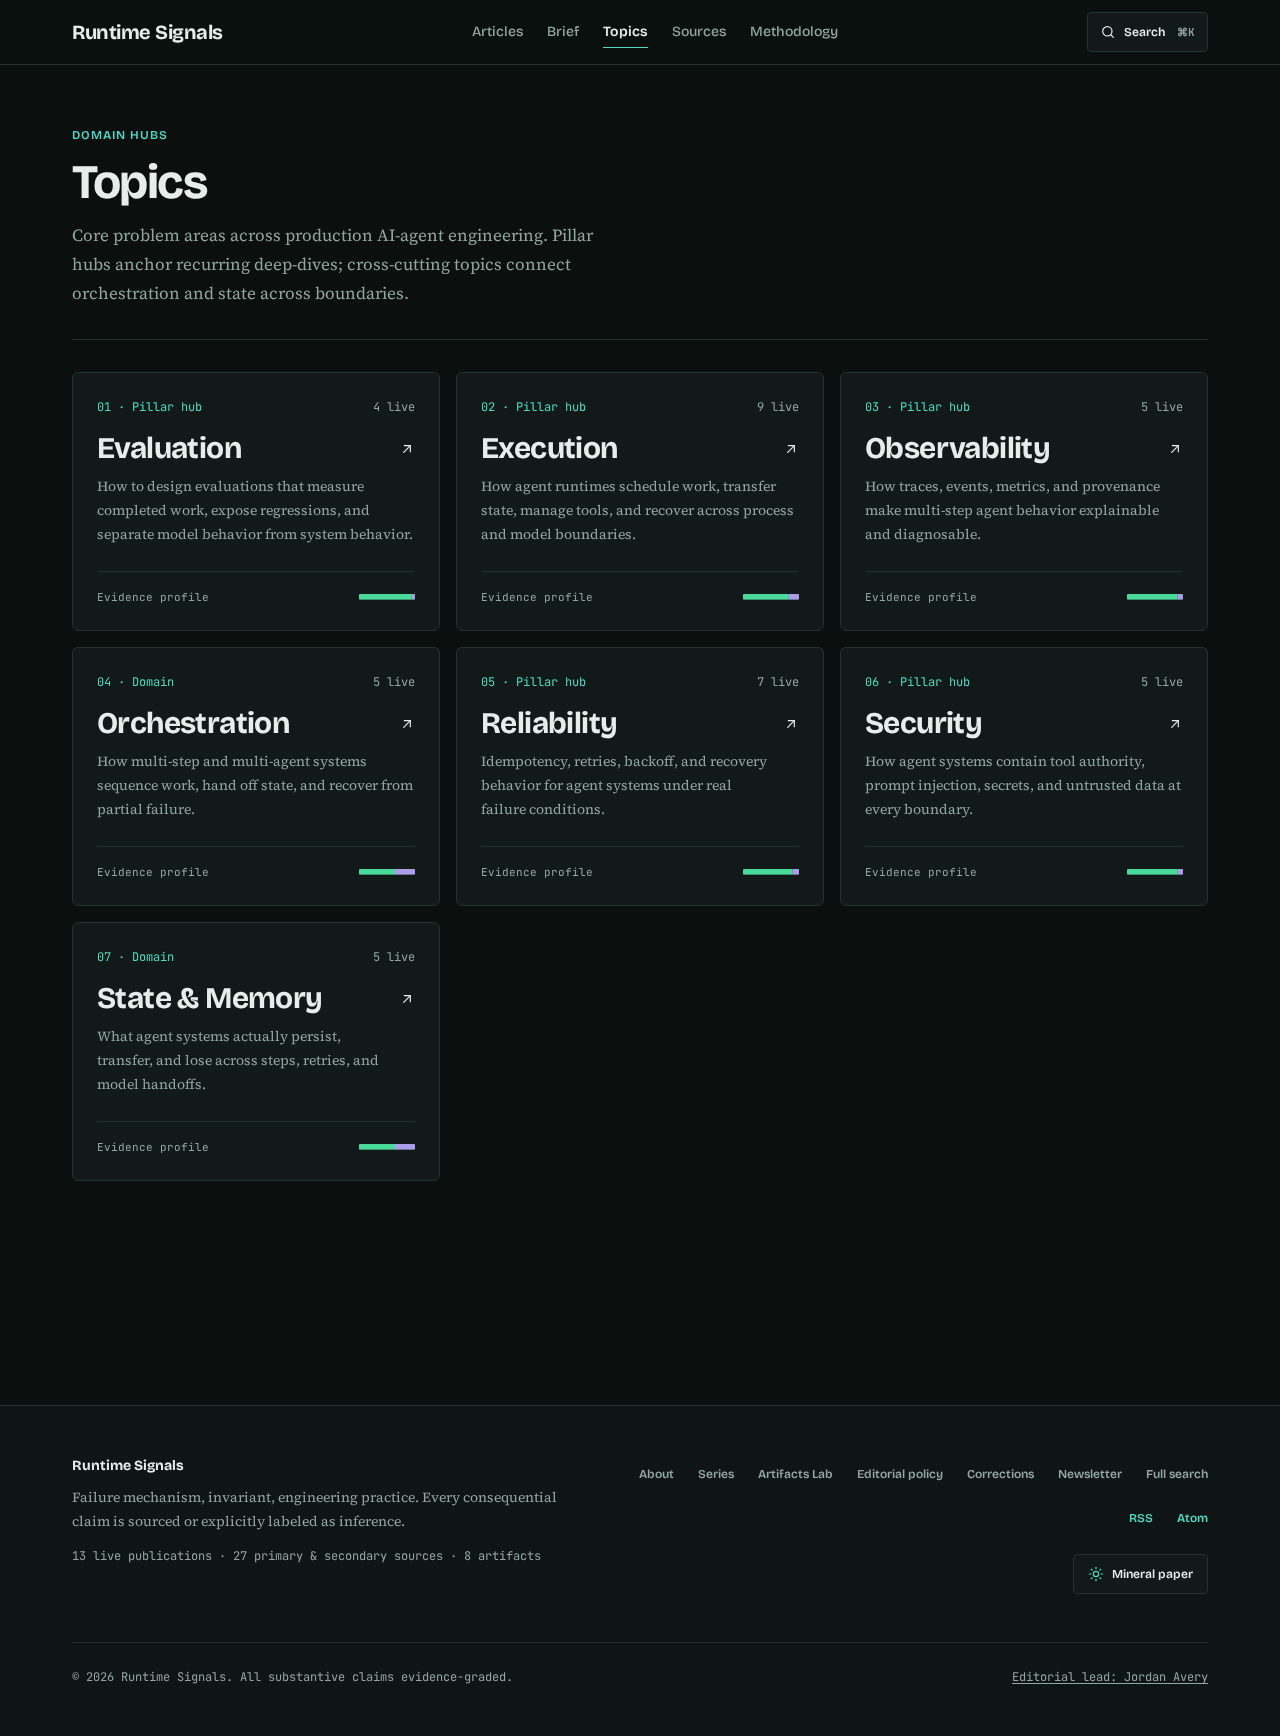 Runtime Signals
Articles Brief Topics Sources Methodology
Search ⌘K
DOMAIN HUBS
Topics
Core problem areas across production AI-agent engineering. Pillar
hubs anchor recurring deep-dives; cross-cutting topics connect
orchestration and state across boundaries.
01 · Pillar hub 4 live
Evaluation
How to design evaluations that measure
completed work, expose regressions, and
separate model behavior from system behavior.
Evidence profile
02 · Pillar hub 9 live
Execution
How agent runtimes schedule work, transfer
state, manage tools, and recover across process
and model boundaries.
Evidence profile
03 · Pillar hub 5 live
Observability
How traces, events, metrics, and provenance
make multi-step agent behavior explainable
and diagnosable.
Evidence profile
04 · Domain 5 live
Orchestration
How multi-step and multi-agent systems
sequence work, hand off state, and recover from
partial failure.
Evidence profile
05 · Pillar hub 7 live
Reliability
Idempotency, retries, backoff, and recovery
behavior for agent systems under real
failure conditions.
Evidence profile
06 · Pillar hub 5 live
Security
How agent systems contain tool authority,
prompt injection, secrets, and untrusted data at
every boundary.
Evidence profile
07 · Domain 5 live
State & Memory
What agent systems actually persist,
transfer, and lose across steps, retries, and
model handoffs.
Evidence profile
Runtime Signals
Failure mechanism, invariant, engineering practice. Every consequential
claim is sourced or explicitly labeled as inference.
13 live publications · 27 primary & secondary sources · 8 artifacts
About Series Artifacts Lab Editorial policy Corrections Newsletter Full search
RSS Atom
Mineral paper
© 2026 Runtime Signals. All substantive claims evidence-graded.
Editorial lead: Jordan Avery